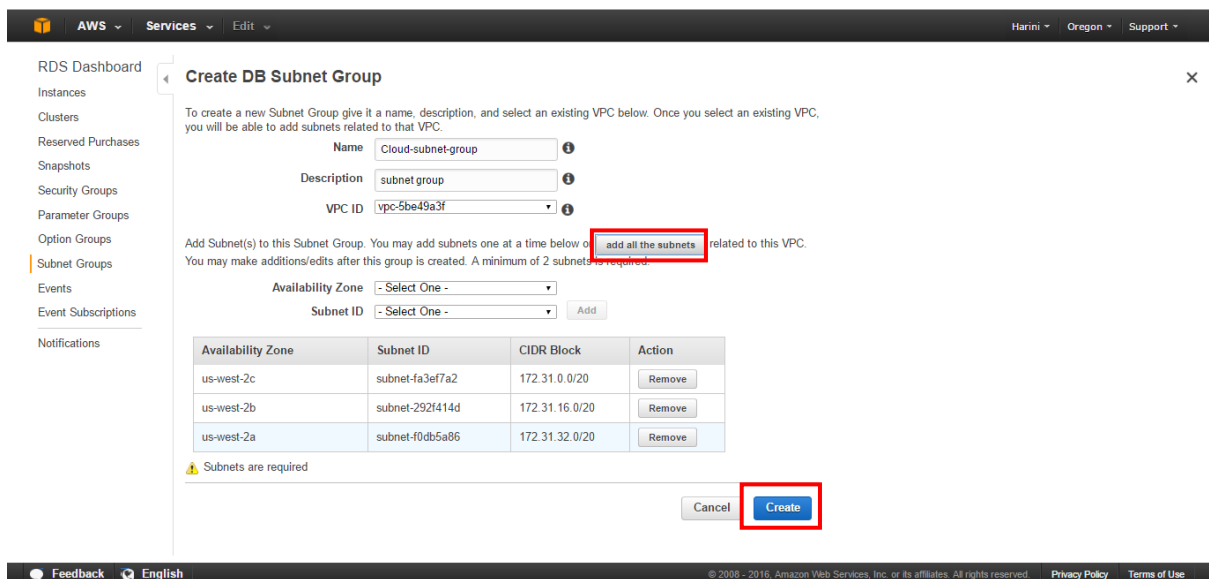 AWS Services Edit Harini Oregon Support
RDS Dashboard
Instances
Clusters
Reserved Purchases
Snapshots
Security Groups
Parameter Groups
Option Groups
Subnet Groups
Events
Event Subscriptions
Notifications
Create DB Subnet Group
To create a new Subnet Group give it a name, description, and select an existing VPC below. Once you select an existing VPC,
you will be able to add subnets related to that VPC.
Name Cloud-subnet-group
Description subnet group
VPC ID vpc-5be49a3f
Add Subnet(s) to this Subnet Group. You may add subnets one at a time below o add all the subnets related to this VPC.
You may make additions/edits after this group is created. A minimum of 2 subnets is required.
Availability Zone - Select One -
Subnet ID - Select One - Add
Availability Zone Subnet ID CIDR Block Action
us-west-2c subnet-fa3ef7a2 172.31.0.0/20 Remove
us-west-2b subnet-292f414d 172.31.16.0/20 Remove
us-west-2a subnet-f0db5a86 172.31.32.0/20 Remove
Subnets are required
Cancel Create
Feedback English © 2008 - 2016, Amazon Web Services, Inc. or its affiliates. All rights reserved. Privacy Policy Terms of Use